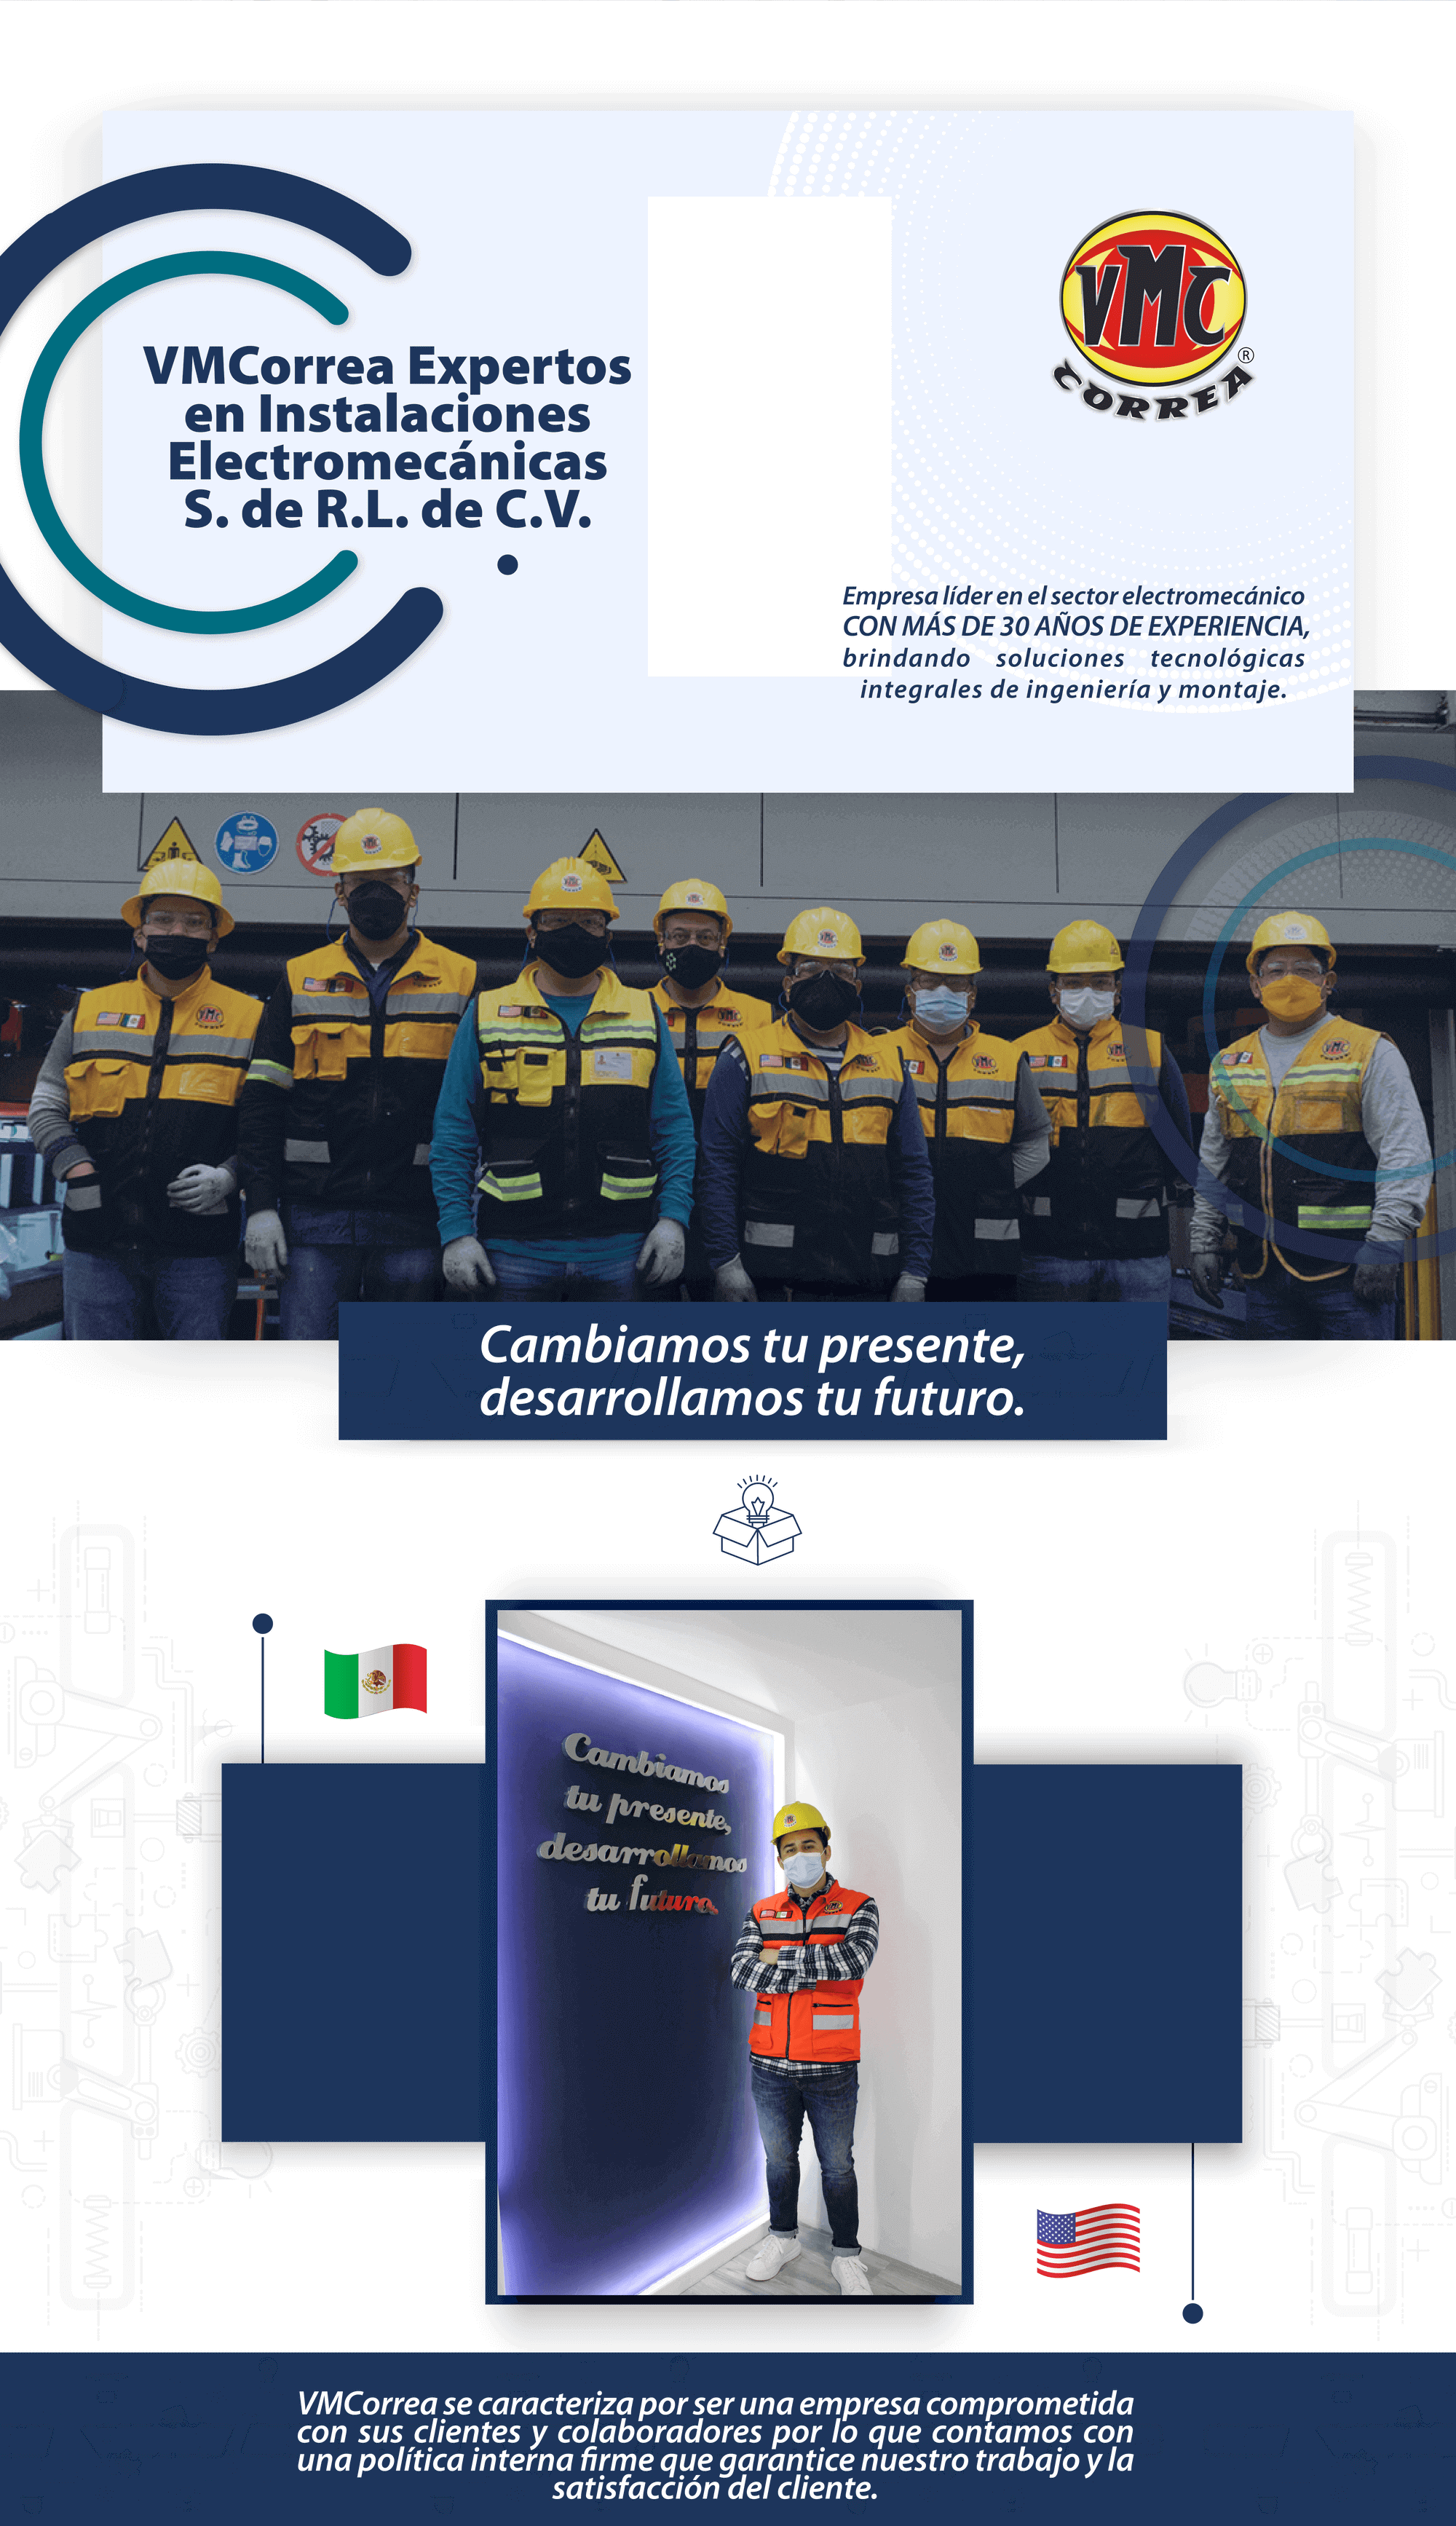 VMCorrea Expertos
en Instalaciones
Electromecánicas
S. de R.L. de C.V.
VMC
CORREA®
Empresa líder en el sector electromecánico
CON MÁS DE 30 AÑOS DE EXPERIENCIA,
brindando soluciones tecnológicas
integrales de ingeniería y montaje.
Cambiamos tu presente,
desarrollamos tu futuro.
Cambiamos
tu presente,
desarrollamos
tu futuro.
VMCorrea se caracteriza por ser una empresa comprometida
con sus clientes y colaboradores por lo que contamos con
una política interna firme que garantice nuestro trabajo y la
satisfacción del cliente.